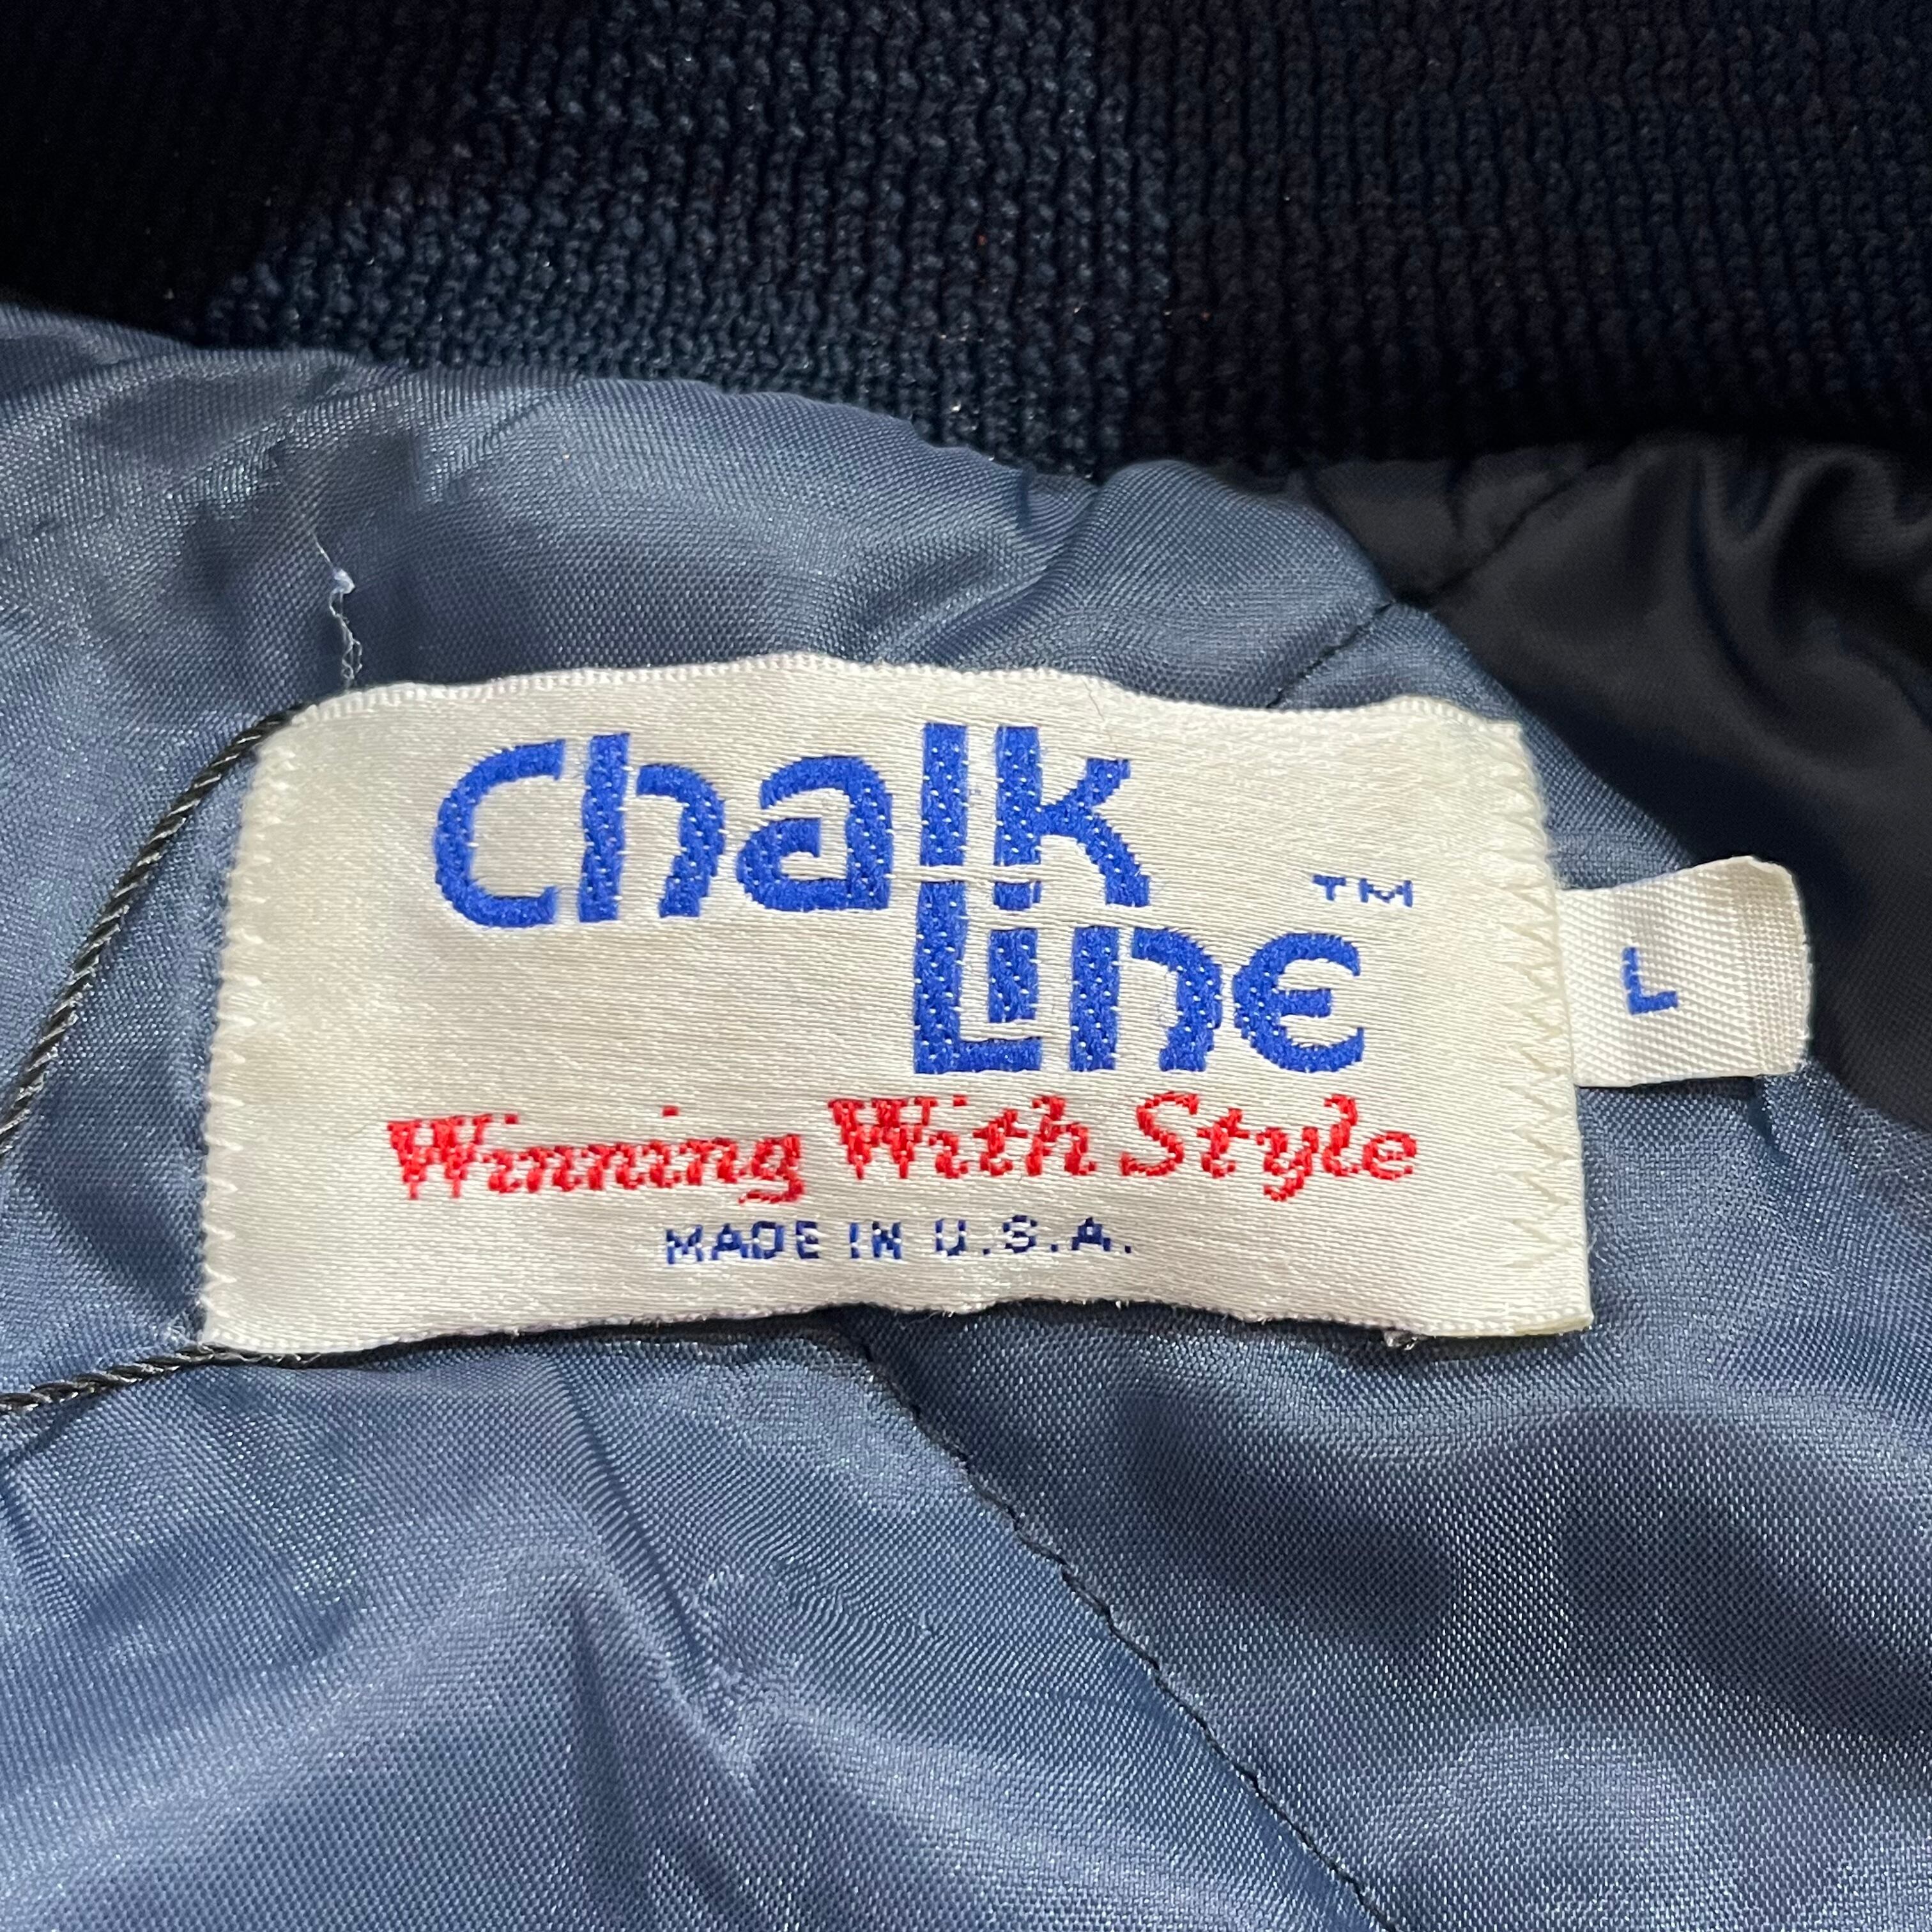 Chalk
Line ™
L
Winning With Style
MADE IN U.S.A.